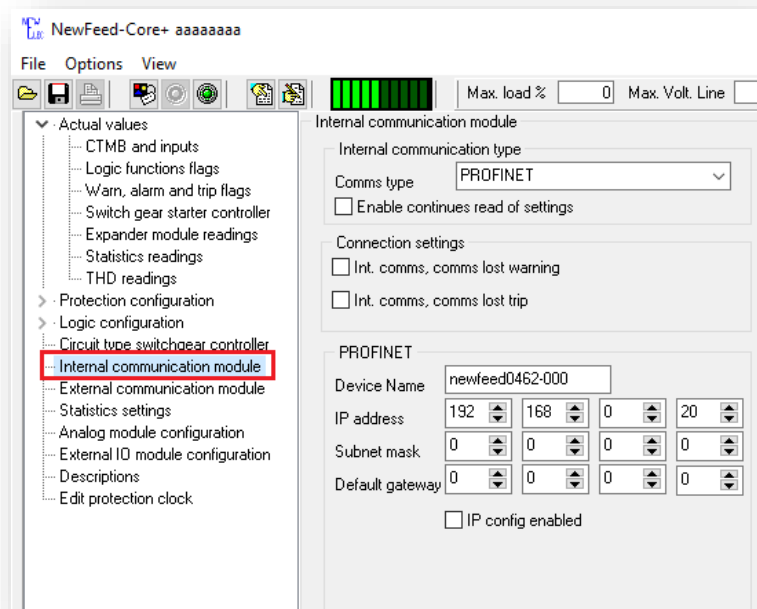 NEW ELEC NewFeed-Core+ aaaaaaaa
File Options View
Max. load % 0 Max. Volt. Line
Actual values
CTMB and inputs
Logic functions flags
Warn, alarm and trip flags
Switch gear starter controller
Expander module readings
Statistics readings
THD readings
Protection configuration
Logic configuration
Circuit type switchgear controller
Internal communication module
External communication module
Statistics settings
Analog module configuration
External IO module configuration
Descriptions
Edit protection clock
Internal communication module
Internal communication type
Comms type PROFINET
Enable continues read of settings
Connection settings
Int. comms, comms lost warning
Int. comms, comms lost trip
PROFINET
Device Name newfeed0462-000
IP address 192 168 0 20
Subnet mask 0 0 0 0
Default gateway 0 0 0 0
IP config enabled